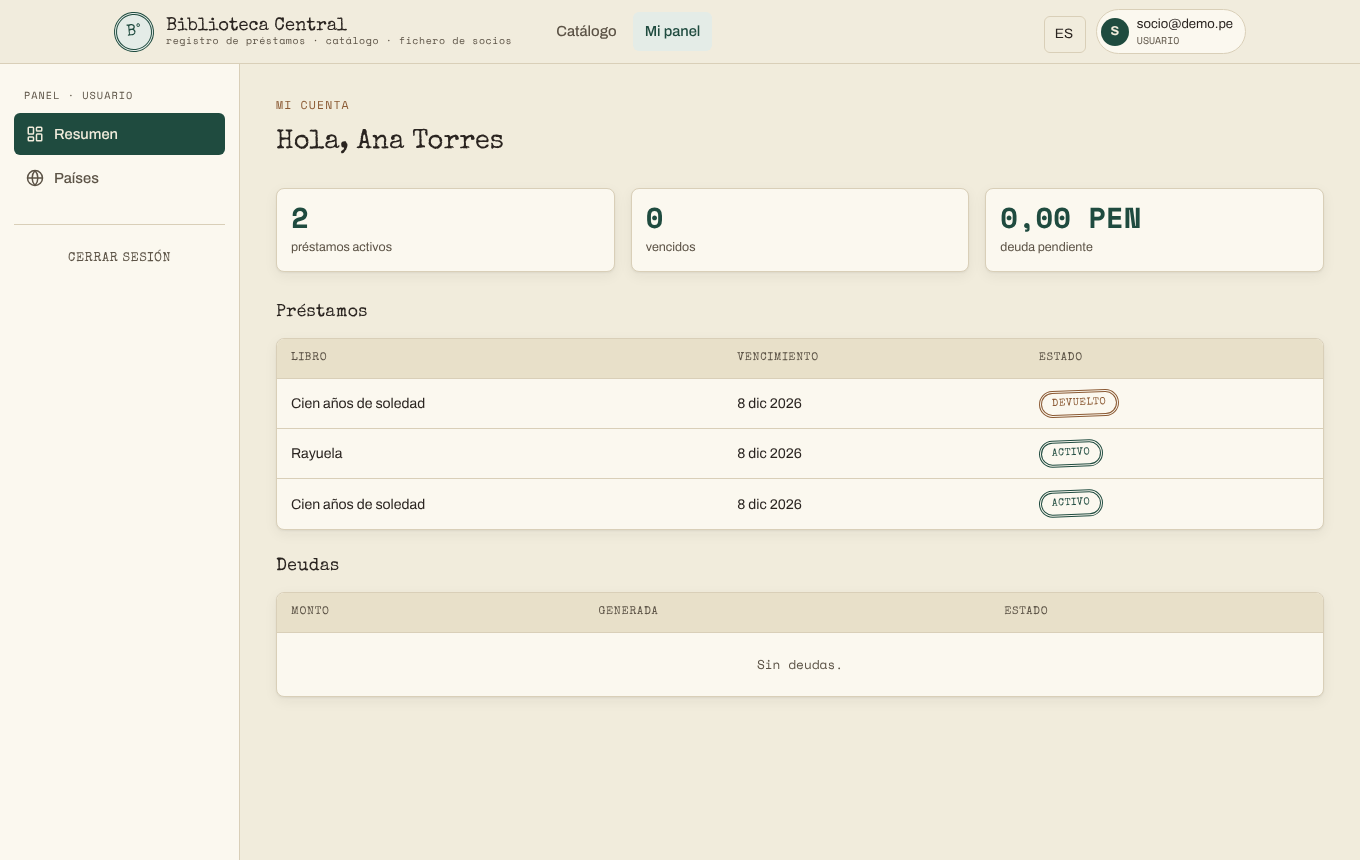 B°
Biblioteca Central
registro de préstamos · catálogo · fichero de socios
Catálogo
Mi panel
ES
S
socio@demo.pe
USUARIO
PANEL · USUARIO
Resumen
Países
CERRAR SESIÓN
MI CUENTA
Hola, Ana Torres
2
préstamos activos
0
vencidos
0,00 PEN
deuda pendiente
Préstamos
LIBRO VENCIMIENTO ESTADO
Cien años de soledad 8 dic 2026 DEVUELTO
Rayuela 8 dic 2026 ACTIVO
Cien años de soledad 8 dic 2026 ACTIVO
Deudas
MONTO GENERADA ESTADO
Sin deudas.